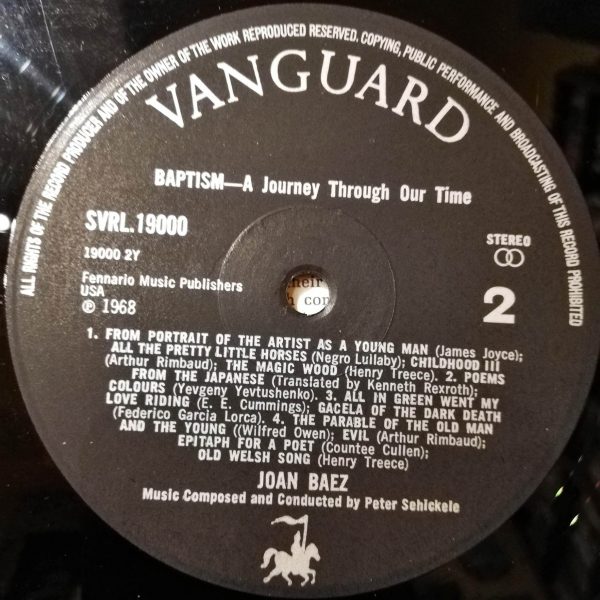 ALL RIGHTS OF THE RECORD PRODUCER AND OF THE OWNER OF THE WORK REPRODUCED RESERVED. COPYING, PUBLIC PERFORMANCE AND BROADCASTING OF THIS RECORD PROHIBITED
VANGUARD
BAPTISM—A Journey Through Our Time
SVRL.19000
STEREO
19000 2Y
Fennario Music Publishers
USA
℗ 1968
2
their
con
1. FROM PORTRAIT OF THE ARTIST AS A YOUNG MAN (James Joyce);
ALL THE PRETTY LITTLE HORSES (Negro Lullaby); CHILDHOOD III
(Arthur Rimbaud); THE MAGIC WOOD (Henry Treece). 2. POEMS
FROM THE JAPANESE (Translated by Kenneth Rexroth);
COLOURS (Yevgeny Yevtushenko). 3. ALL IN GREEN WENT MY
LOVE RIDING (E. E. Cummings); GACELA OF THE DARK DEATH
(Federico Garcia Lorca). 4. THE PARABLE OF THE OLD MAN
AND THE YOUNG ((Wilfred Owen); EVIL (Arthur Rimbaud);
EPITAPH FOR A POET (Countee Cullen);
OLD WELSH SONG (Henry Treece)
JOAN BAEZ
Music Composed and Conducted by Peter Sehickele